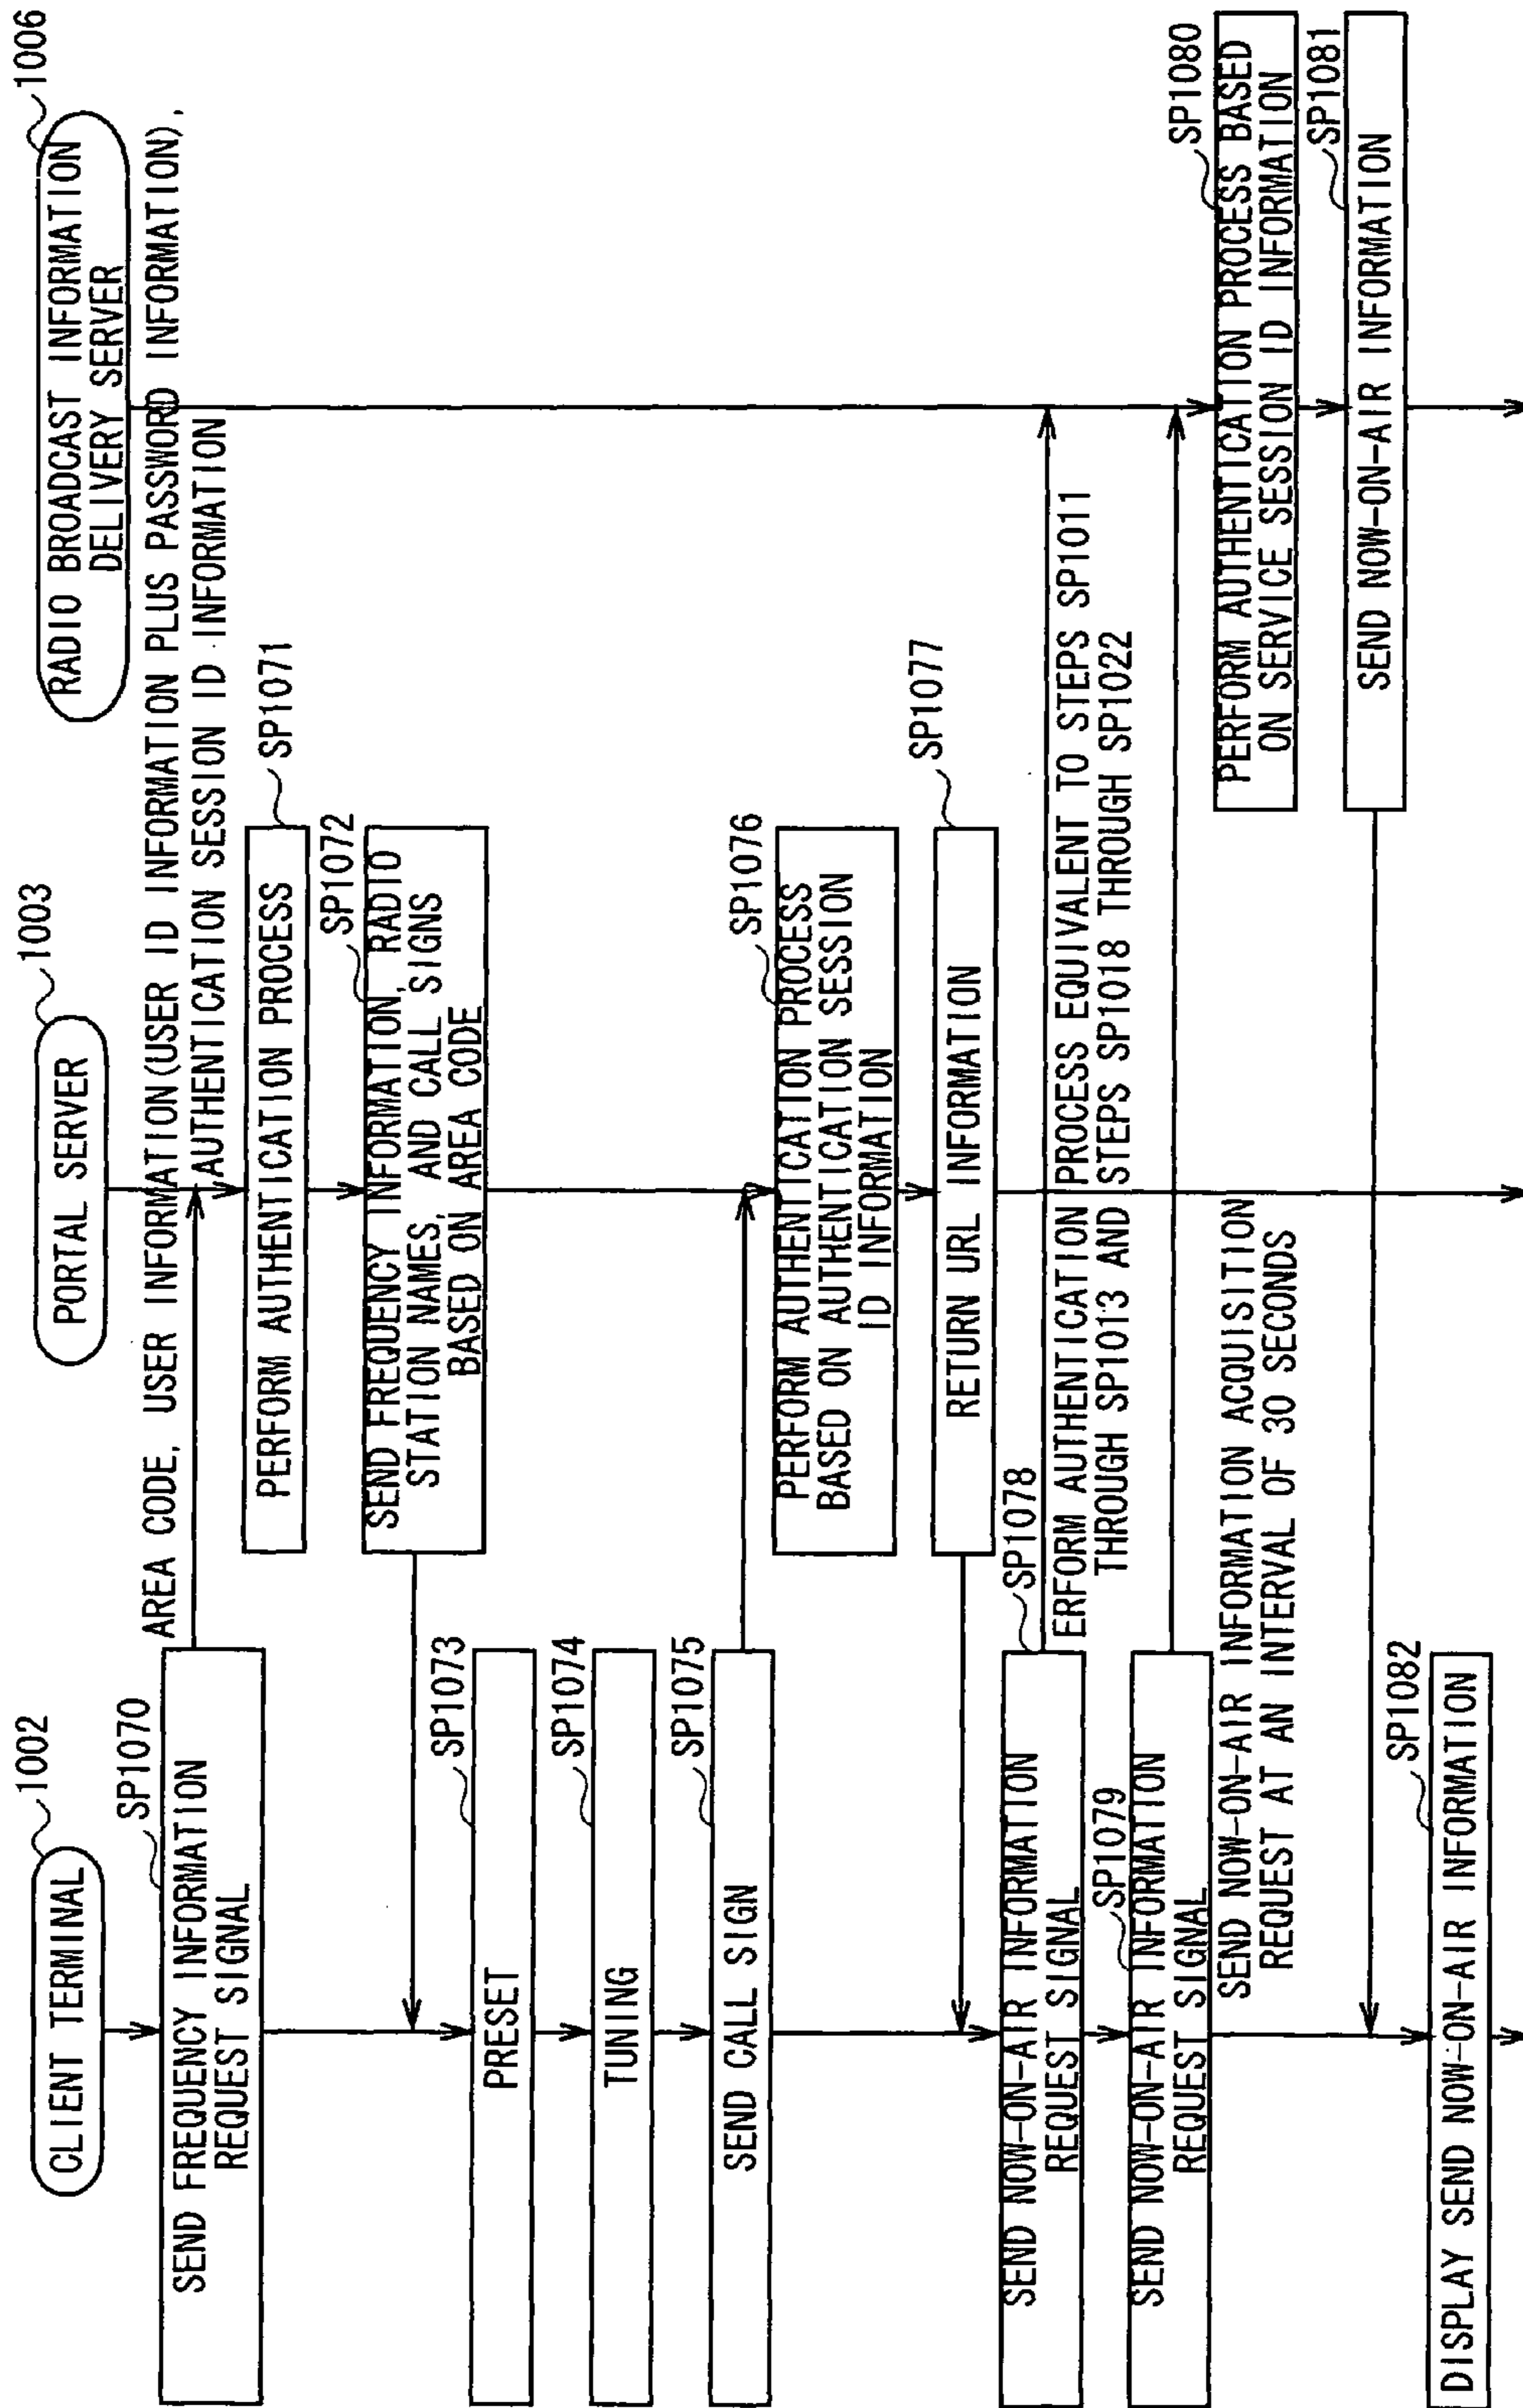 CLIENT TERMINAL
1002
PORTAL SERVER
1003
RADIO BROADCAST INFORMATION
DELIVERY SERVER
1006
SP1070
SEND FREQUENCY INFORMATION
REQUEST SIGNAL
AREA CODE, USER INFORMATION(USER ID INFORMATION PLUS PASSWORD INFORMATION),
AUTHENTICATION SESSION ID INFORMATION
SP1071
PERFORM AUTHENTICATION PROCESS
SP1072
SEND FREQUENCY INFORMATION, RADIO
STATION NAMES, AND CALL SIGNS
BASED ON AREA CODE
SP1073
PRESET
SP1074
TUNING
SP1075
SEND CALL SIGN
SP1076
PERFORM AUTHENTICATION PROCESS
BASED ON AUTHENTICATION SESSION
ID INFORMATION
SP1077
RETURN URL INFORMATION
SP1078
SEND NOW-ON-AIR INFORMATION
REQUEST SIGNAL
ERFORM AUTHENTICATION PROCESS EQUIVALENT TO STEPS SP1011
THROUGH SP1013 AND STEPS SP1018 THROUGH SP1022
SP1079
SEND NOW-ON-AIR INFORMATION
REQUEST SIGNAL
SEND NOW-ON-AIR INFORMATION ACQUISITION
REQUEST AT AN INTERVAL OF 30 SECONDS
SP1080
PERFORM AUTHENTICATION PROCESS BASED
ON SERVICE SESSION ID INFORMATION
SP1081
SEND NOW-ON-AIR INFORMATION
SP1082
DISPLAY SEND NOW-ON-AIR INFORMATION